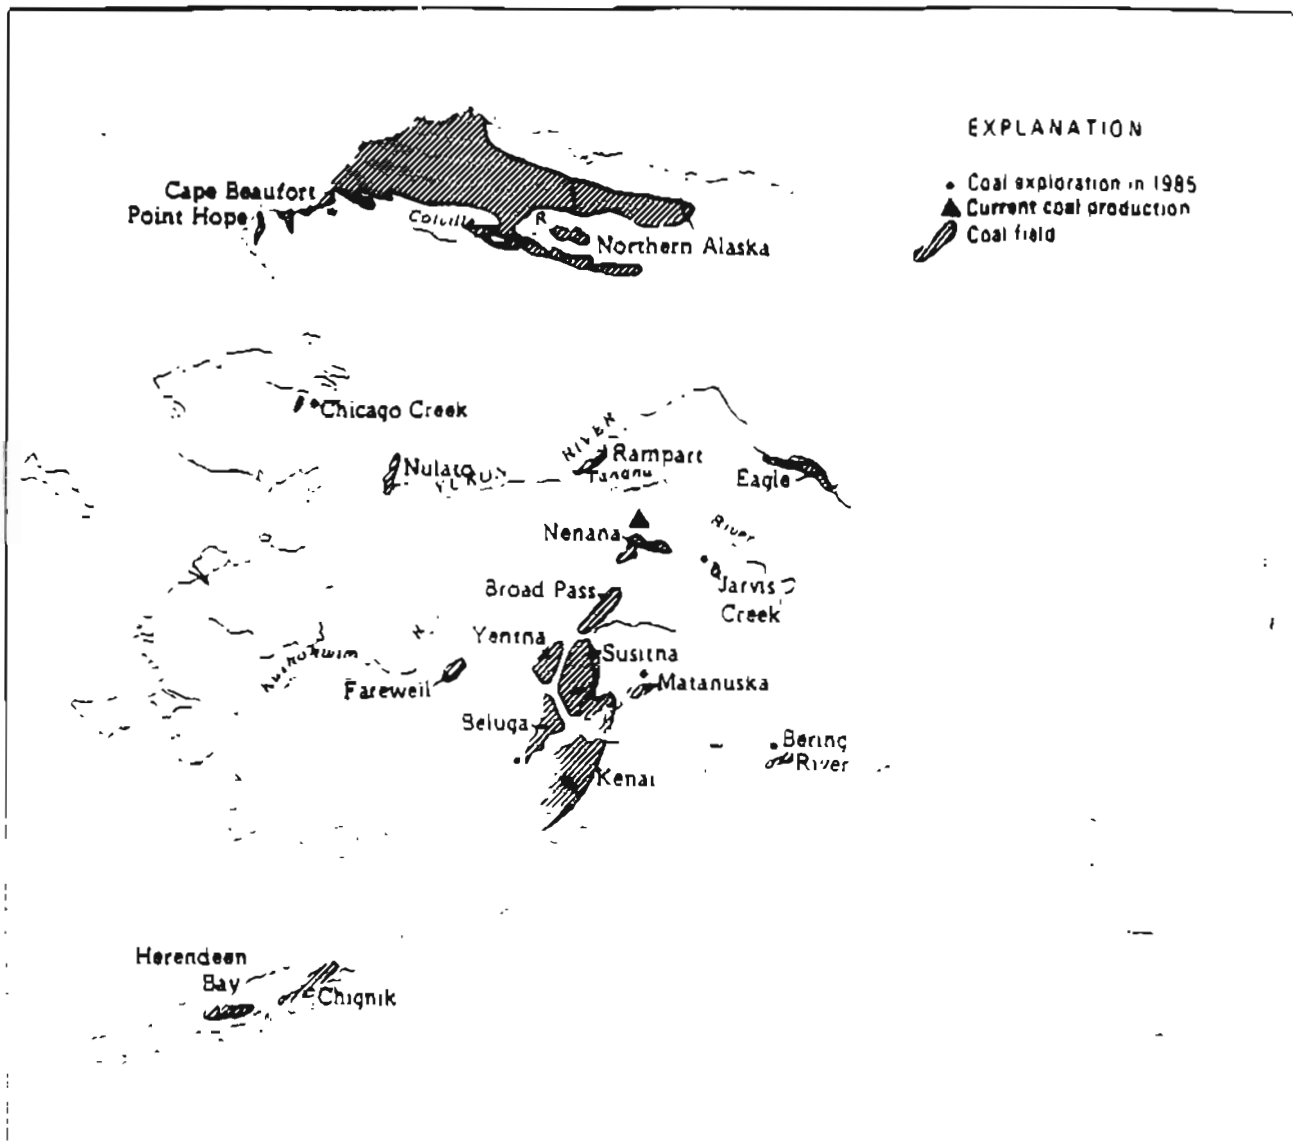 EXPLANATION
Coal exploration in 1985
Current coal production
Coal field
Cape Beaufort
Point Hope
Colville
R
Northern Alaska
Chicago Creek
RIVER
Rampart
Nulato
YUKON
Tanana
Eagle
Nenana
River
Jarvis
Creek
Broad Pass
Yentna
Susitna
Kuskokwim
R.
Farewell
Matanuska
Beluga
Bering
River
Kenai
Herendeen
Bay
Chignik